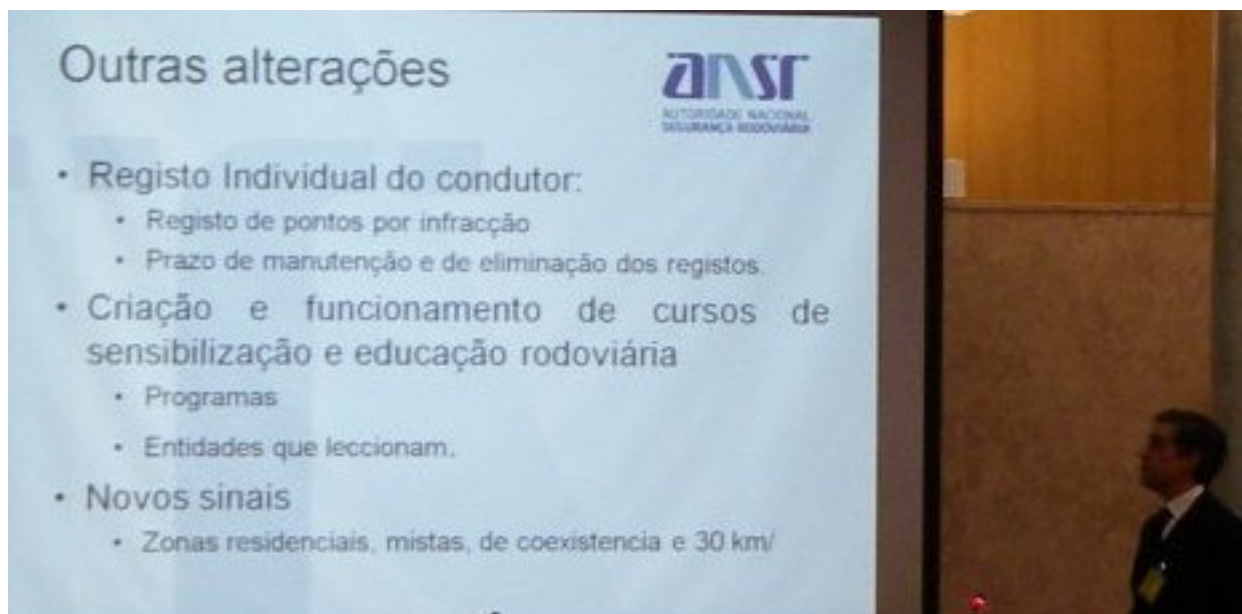 Outras alterações
ansr
AUTORIDADE NACIONAL
SEGURANÇA RODOVIÁRIA
• Registo Individual do condutor:
• Registo de pontos por infracção
• Prazo de manutenção e de eliminação dos registos.
• Criação e funcionamento de cursos de
sensibilização e educação rodoviária
• Programas
• Entidades que leccionam.
• Novos sinais
• Zonas residenciais, mistas, de coexistencia e 30 km/